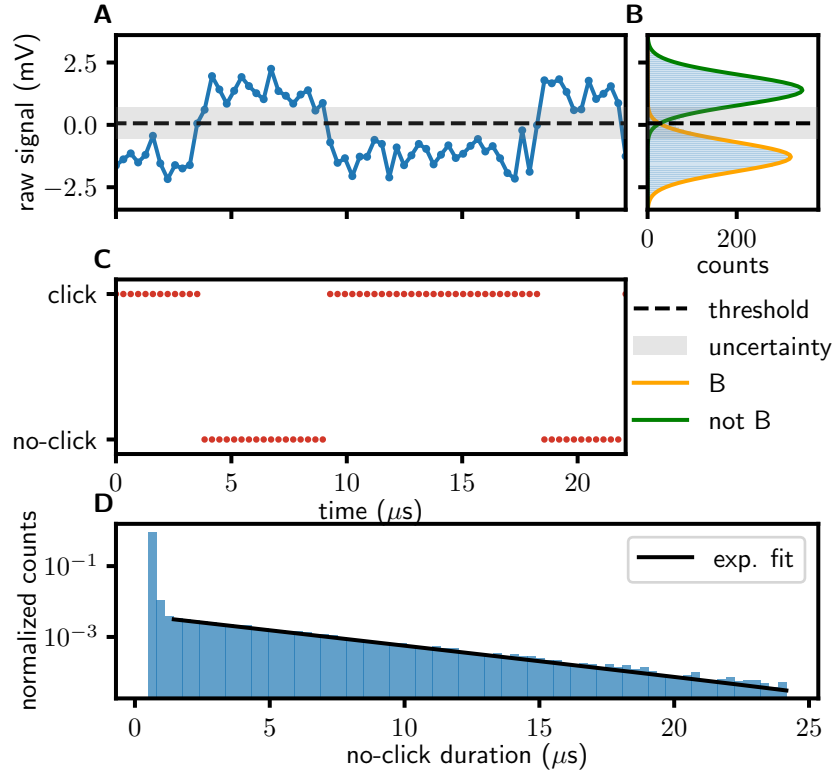 A
B
raw signal (mV)
2.5
0.0
−2.5
0
200
counts
C
click
no-click
0
5
10
15
20
time (μs)
threshold
uncertainty
B
not B
D
normalized counts
10⁻¹
10⁻³
exp. fit
0
5
10
15
20
25
no-click duration (μs)